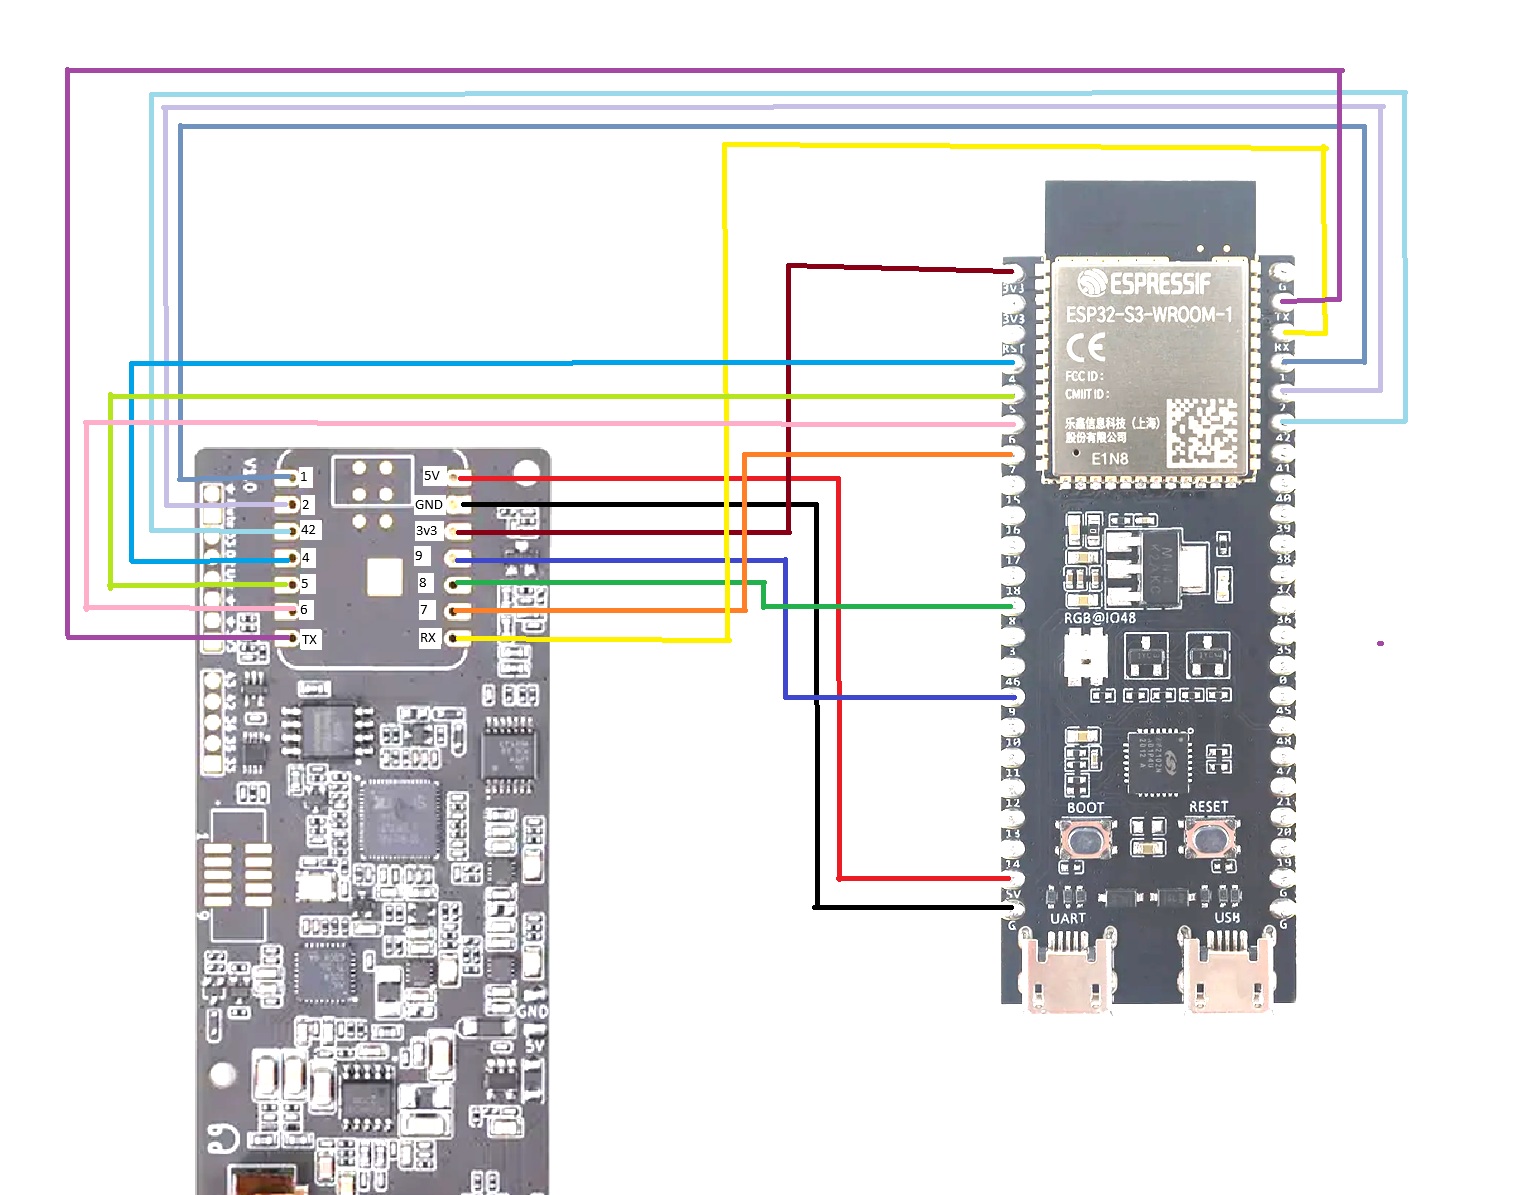 V1.0
1
2
42
4
5
6
TX
5V
GND
3v3
9
8
7
RX
GND
5V
ESPRESSIF
ESP32-S3-WROOM-1
CE
FCC ID:
CMIIT ID:
乐鑫信息科技（上海）
股份有限公司
E1N8
3V3
3V3
RST
4
5
6
7
15
16
17
18
8
3
46
9
10
11
12
13
14
5V
G
G
TX
RX
1
2
42
41
40
39
38
37
36
35
0
45
48
47
21
20
19
G
G
RGB@IO48
BOOT
RESET
UART
USB